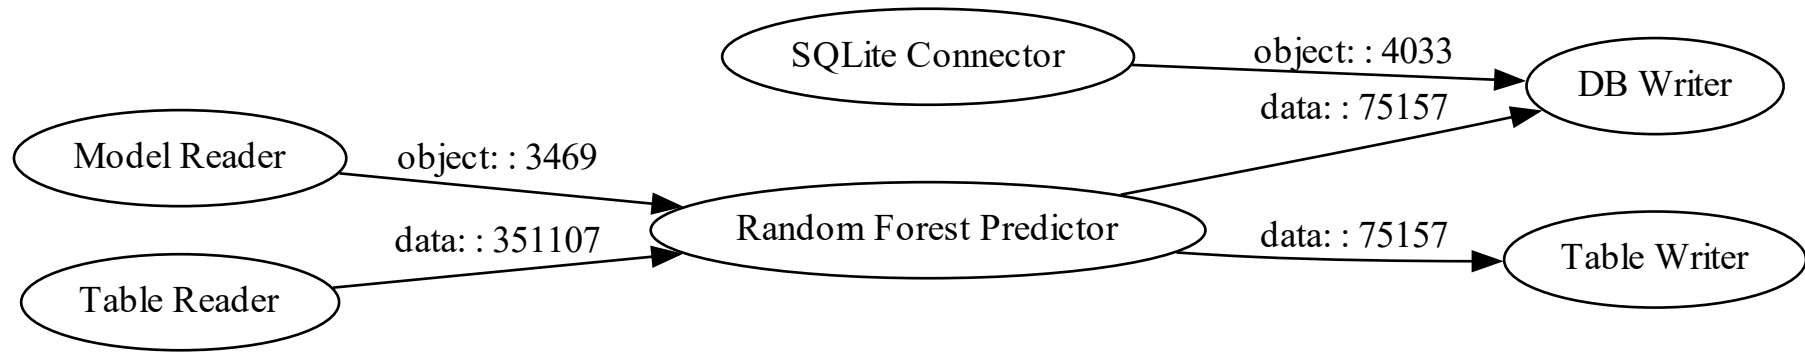 SQLite Connector
object: : 4033
DB Writer
data: : 75157
Model Reader
object: : 3469
Random Forest Predictor
data: : 351107
data: : 75157
Table Writer
Table Reader